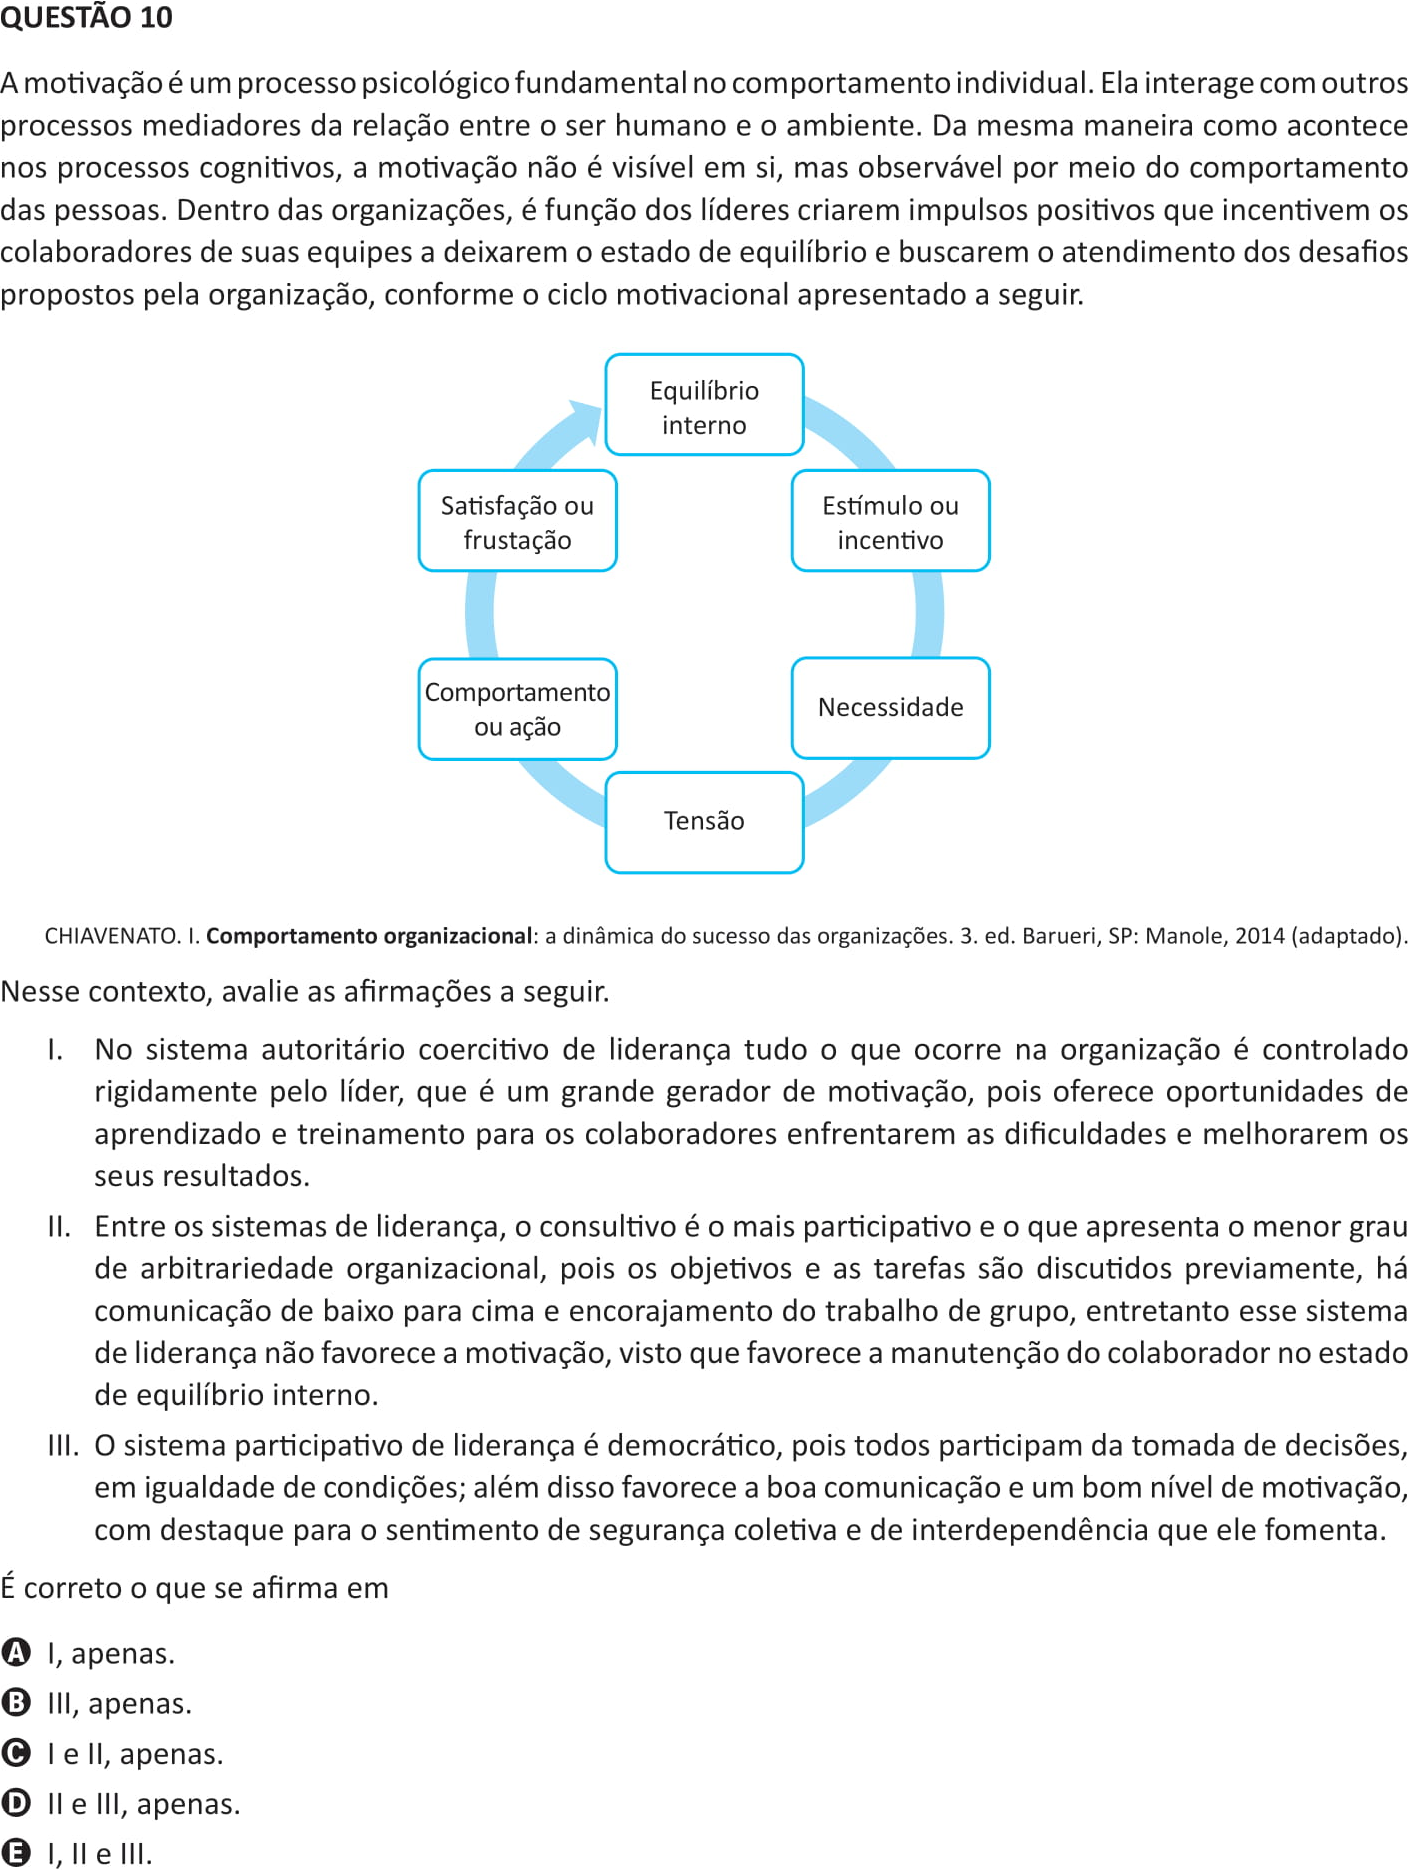 QUESTÃO 10
A motivação é um processo psicológico fundamental no comportamento individual. Ela interage com outros
processos mediadores da relação entre o ser humano e o ambiente. Da mesma maneira como acontece
nos processos cognitivos, a motivação não é visível em si, mas observável por meio do comportamento
das pessoas. Dentro das organizações, é função dos líderes criarem impulsos positivos que incentivem os
colaboradores de suas equipes a deixarem o estado de equilíbrio e buscarem o atendimento dos desafios
propostos pela organização, conforme o ciclo motivacional apresentado a seguir.
Equilíbrio
interno
Estímulo ou
incentivo
Necessidade
Tensão
Comportamento
ou ação
Satisfação ou
frustação
CHIAVENATO. I. Comportamento organizacional: a dinâmica do sucesso das organizações. 3. ed. Barueri, SP: Manole, 2014 (adaptado).
Nesse contexto, avalie as afirmações a seguir.
I. No sistema autoritário coercitivo de liderança tudo o que ocorre na organização é controlado
rigidamente pelo líder, que é um grande gerador de motivação, pois oferece oportunidades de
aprendizado e treinamento para os colaboradores enfrentarem as dificuldades e melhorarem os
seus resultados.
II. Entre os sistemas de liderança, o consultivo é o mais participativo e o que apresenta o menor grau
de arbitrariedade organizacional, pois os objetivos e as tarefas são discutidos previamente, há
comunicação de baixo para cima e encorajamento do trabalho de grupo, entretanto esse sistema
de liderança não favorece a motivação, visto que favorece a manutenção do colaborador no estado
de equilíbrio interno.
III. O sistema participativo de liderança é democrático, pois todos participam da tomada de decisões,
em igualdade de condições; além disso favorece a boa comunicação e um bom nível de motivação,
com destaque para o sentimento de segurança coletiva e de interdependência que ele fomenta.
É correto o que se afirma em
A I, apenas.
B III, apenas.
C I e II, apenas.
D II e III, apenas.
E I, II e III.